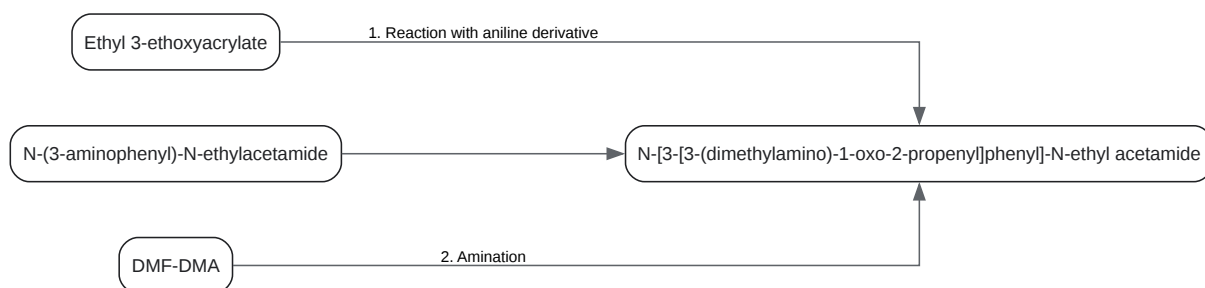 Ethyl 3-ethoxyacrylate
1. Reaction with aniline derivative
N-(3-aminophenyl)-N-ethylacetamide
N-[3-[3-(dimethylamino)-1-oxo-2-propenyl]phenyl]-N-ethyl acetamide
DMF-DMA
2. Amination